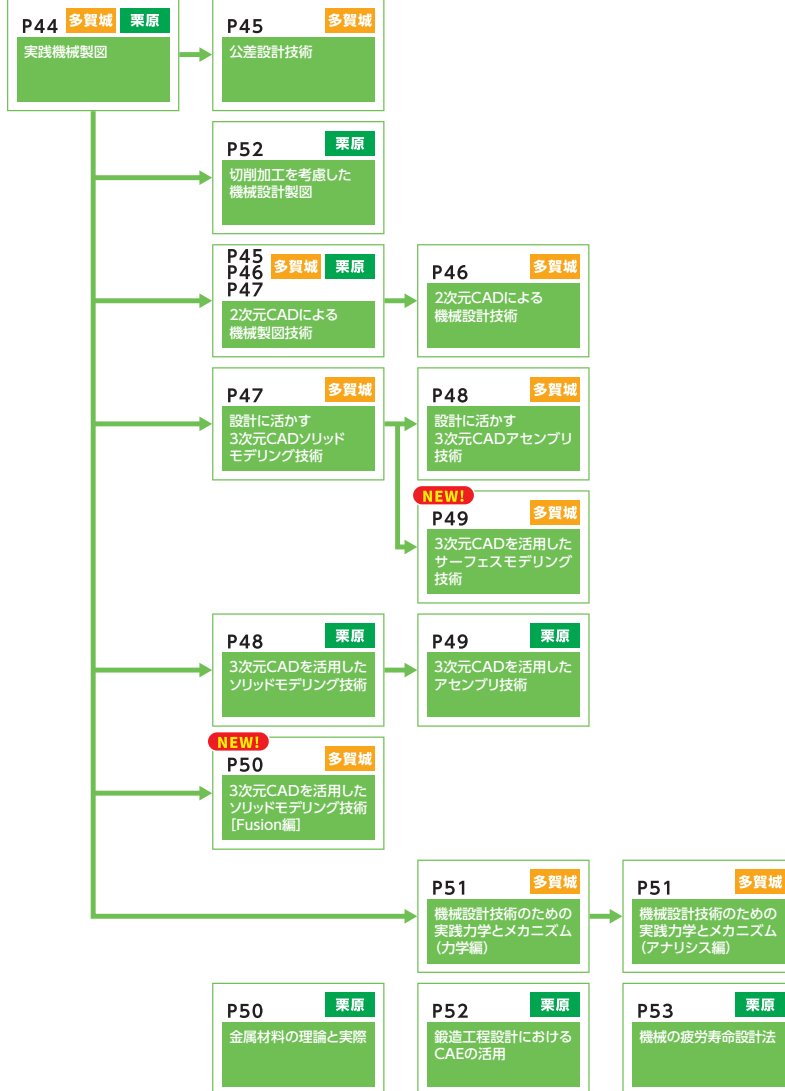 P44 多賀城 栗原
実践機械製図
P45 多賀城
公差設計技術
P52 栗原
切削加工を考慮した
機械設計製図
P45
P46 多賀城 栗原
P47
2次元CADによる
機械製図技術
P46 多賀城
2次元CADによる
機械設計技術
P47 多賀城
設計に活かす
3次元CADソリッド
モデリング技術
P48 多賀城
設計に活かす
3次元CADアセンブリ
技術
NEW!
P49 多賀城
3次元CADを活用した
サーフェスモデリング
技術
P48 栗原
3次元CADを活用した
ソリッドモデリング技術
P49 栗原
3次元CADを活用した
アセンブリ技術
NEW!
P50 多賀城
3次元CADを活用した
ソリッドモデリング技術
[Fusion編]
P51 多賀城
機械設計技術のための
実践力学とメカニズム
(力学編)
P51 多賀城
機械設計技術のための
実践力学とメカニズム
(アナリシス編)
P50 栗原
金属材料の理論と実際
P52 栗原
鍛造工程設計における
CAEの活用
P53 栗原
機械の疲労寿命設計法